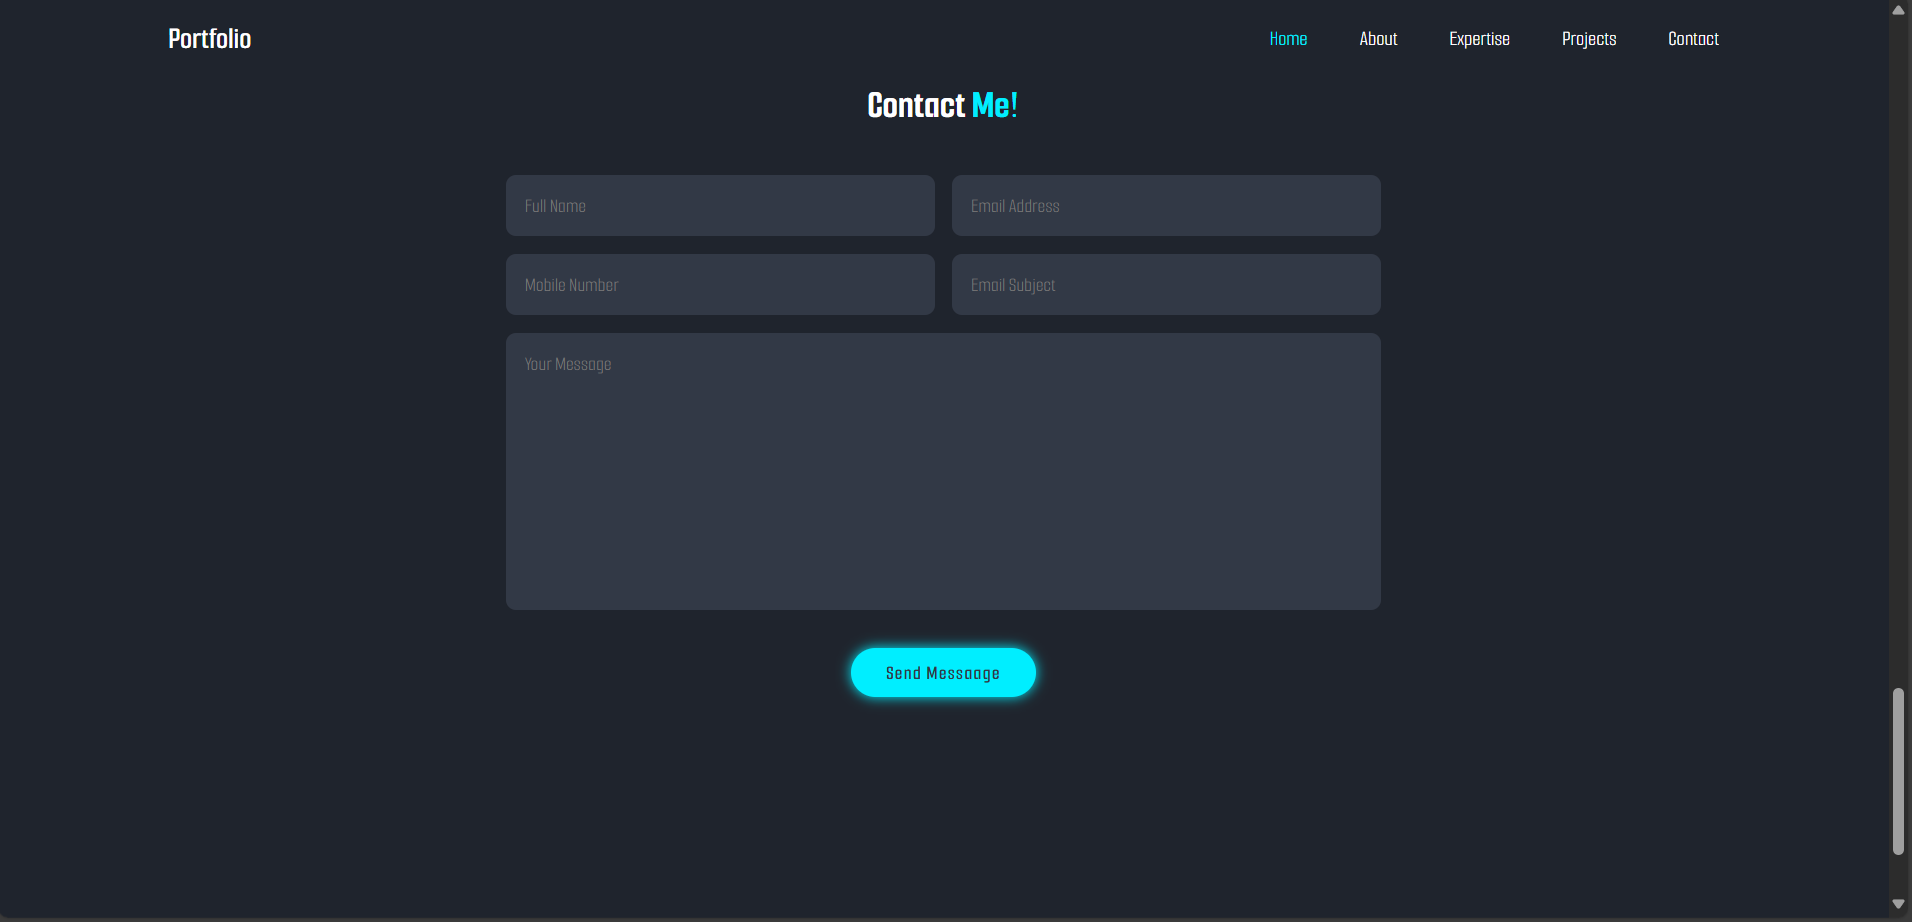 Portfolio Home About Expertise Projects Contact
Contact Me!
Full Name Email Address
Mobile Number Email Subject
Your Message
Send Messaage